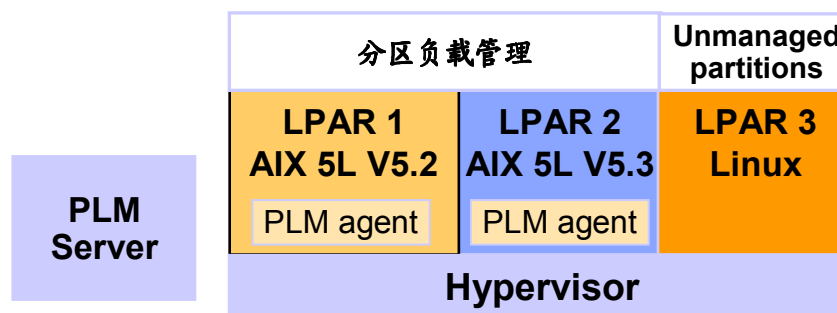 分区负载管理
Unmanaged
partitions
LPAR 1
AIX 5L V5.2
PLM agent
LPAR 2
AIX 5L V5.3
PLM agent
LPAR 3
Linux
PLM
Server
Hypervisor